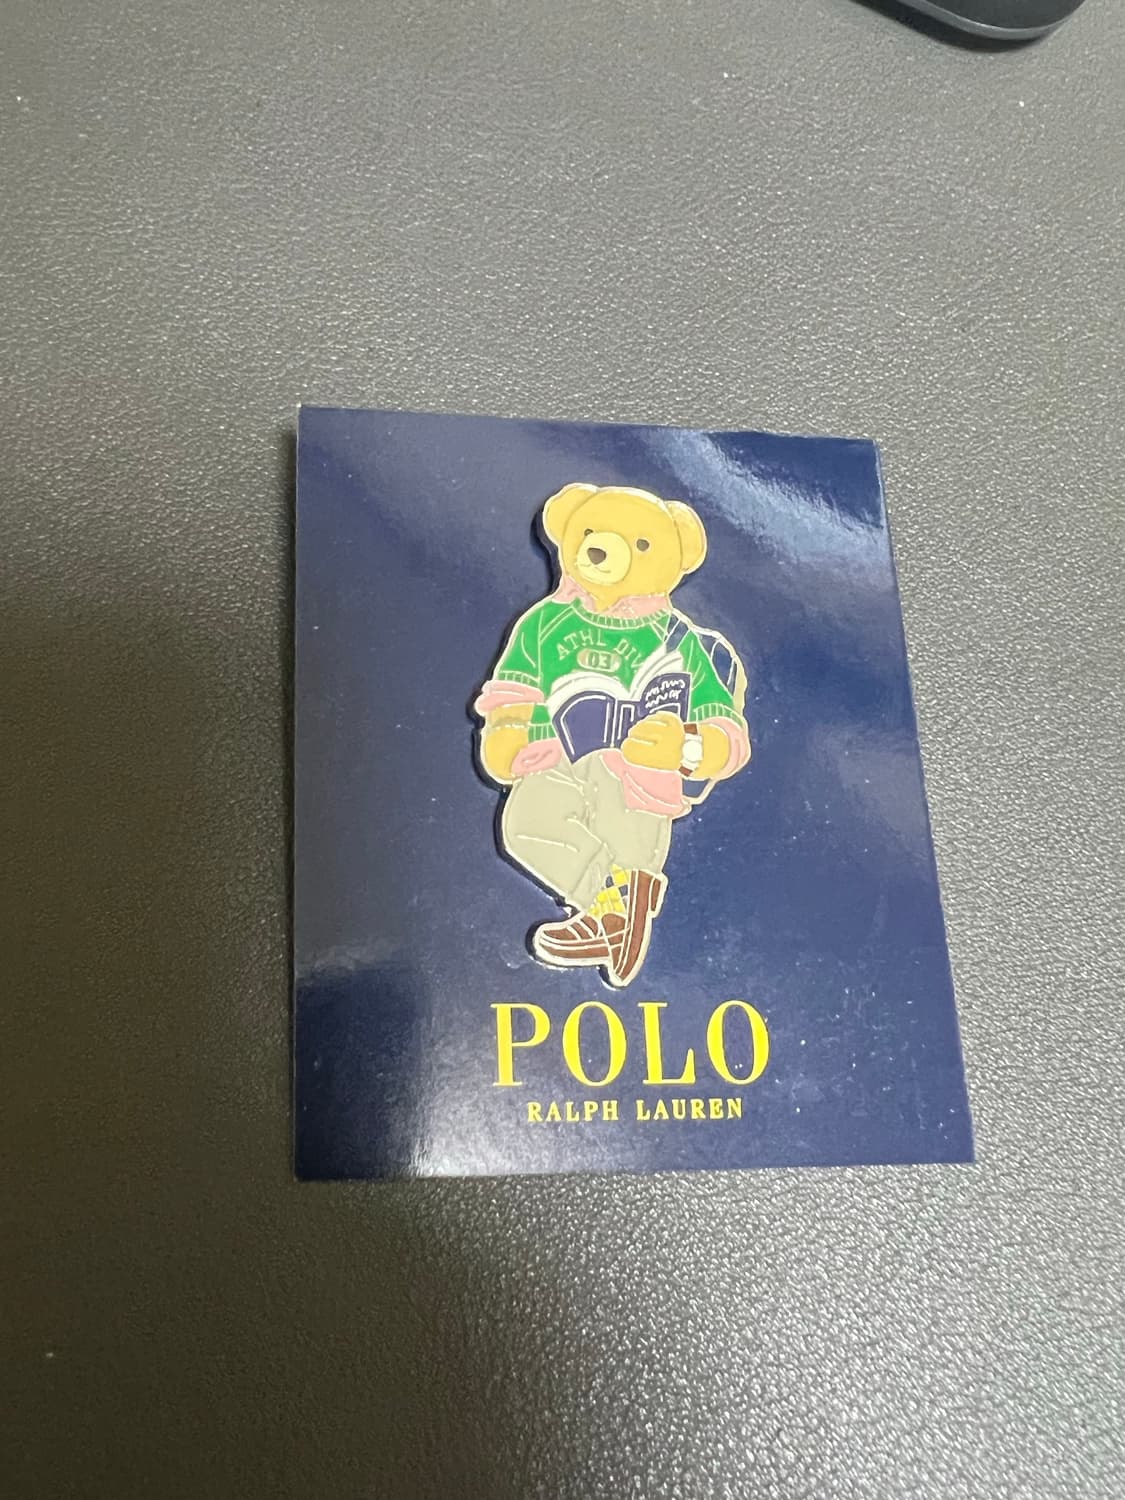 ATHL DIV
03
POLO
RALPH LAUREN